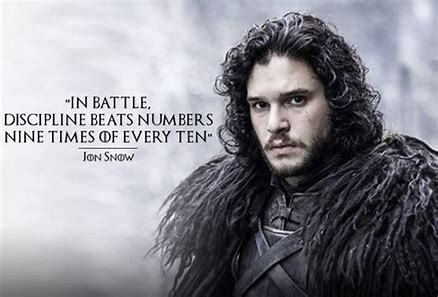 "IN BATTLE,
DISCIPLINE BEATS NUMBERS
NINE TIMES OF EVERY TEN"
JON SNOW